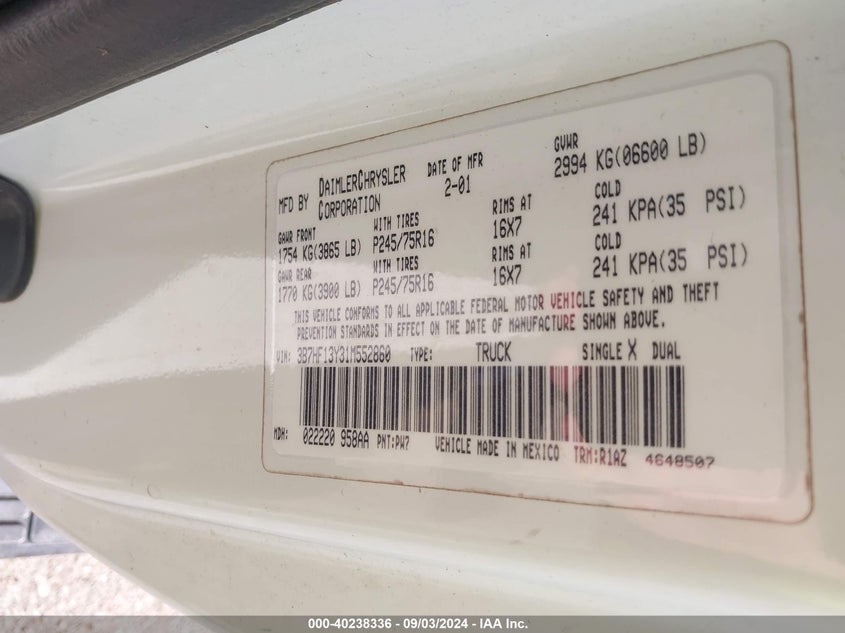 MFD BY DAIMLERCHRYSLER CORPORATION DATE OF MFR 2-01 GVWR 2994 KG(06600 LB)
GAWR FRONT WITH TIRES RIMS AT COLD
1754 KG(3865 LB) P245/75R16 16X7 241 KPA(35 PSI)
GAWR REAR WITH TIRES RIMS AT COLD
1770 KG(3900 LB) P245/75R16 16X7 241 KPA(35 PSI)
THIS VEHICLE CONFORMS TO ALL APPLICABLE FEDERAL MOTOR VEHICLE SAFETY AND THEFT
PREVENTION STANDARDS IN EFFECT ON THE DATE OF MANUFACTURE SHOWN ABOVE.
VIN: 3B7HF13Y31M552860 TYPE: TRUCK SINGLE X DUAL
MDH: 022220 958AA PNT:PW7 VEHICLE MADE IN MEXICO TRM:R1AZ 4648507
000-40238336 - 09/03/2024 - IAA Inc.